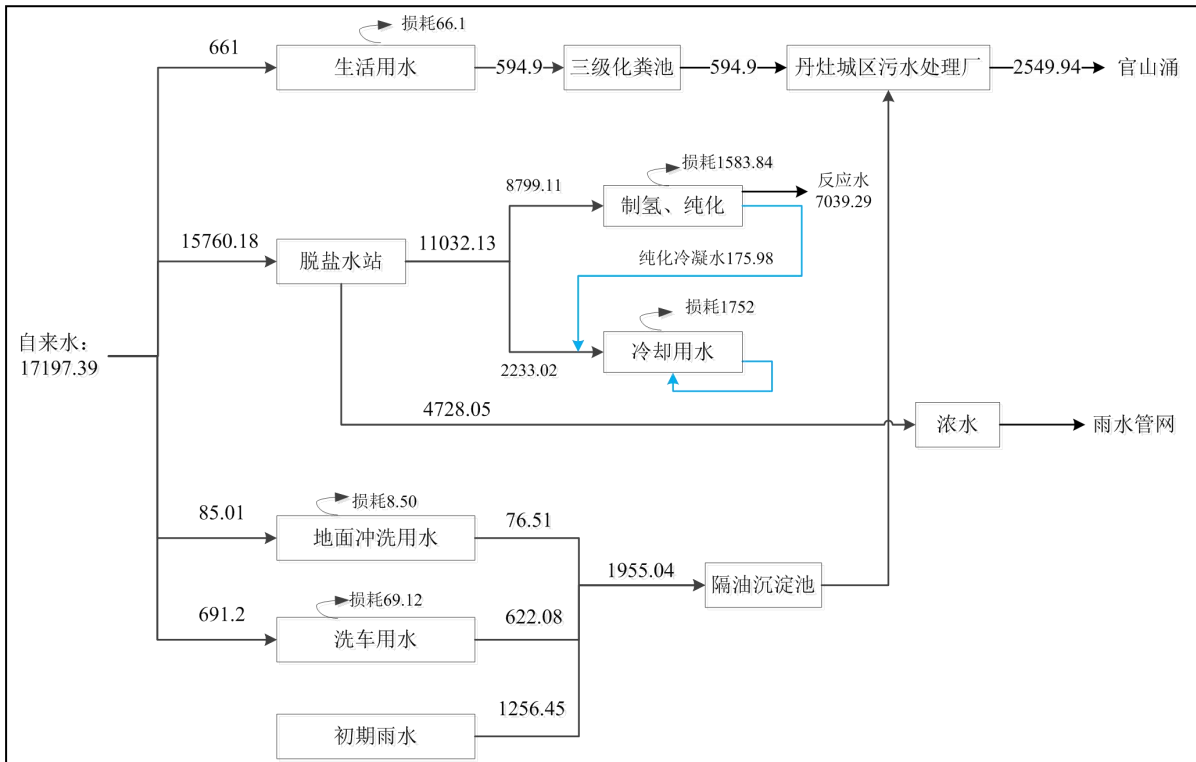 损耗66.1
661
生活用水
594.9
三级化粪池
594.9
丹灶城区污水处理厂
2549.94
官山涌
损耗1583.84
8799.11
制氢、纯化
反应水
7039.29
15760.18
脱盐水站
11032.13
纯化冷凝水175.98
损耗1752
自来水：
17197.39
2233.02
冷却用水
4728.05
浓水
雨水管网
损耗8.50
85.01
地面冲洗用水
76.51
1955.04
隔油沉淀池
损耗69.12
691.2
洗车用水
622.08
1256.45
初期雨水